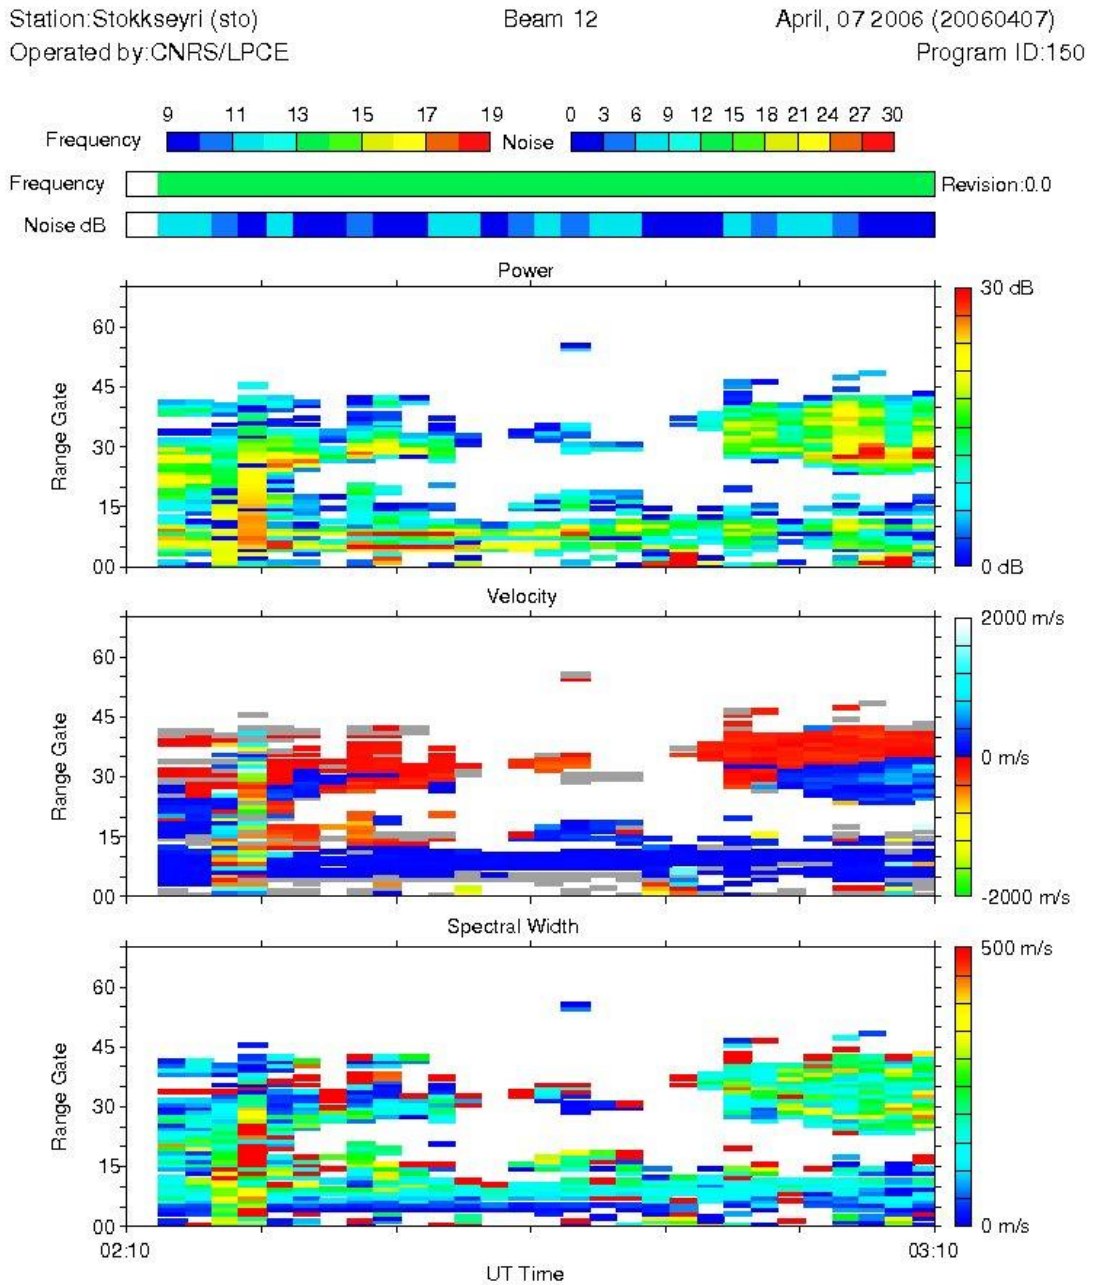 Station:Stokkseyri (sto) Beam 12 April, 07 2006 (20060407)
Operated by:CNRS/LPCE Program ID:150
9 11 13 15 17 19 0 3 6 9 12 15 18 21 24 27 30
Frequency Noise
Frequency Revision:0.0
Noise dB
Power
30 dB
60
45
Range Gate
30
15
00
0 dB
Velocity
2000 m/s
60
45
Range Gate
0 m/s
30
15
00
-2000 m/s
Spectral Width
500 m/s
60
45
Range Gate
30
15
00
0 m/s
02:10 03:10
UT Time